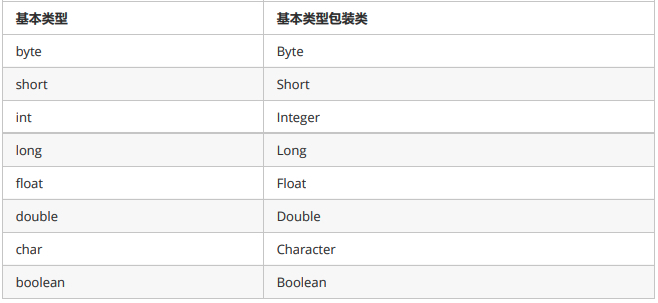 基本类型 基本类型包装类
byte Byte
short Short
int Integer
long Long
float Float
double Double
char Character
boolean Boolean